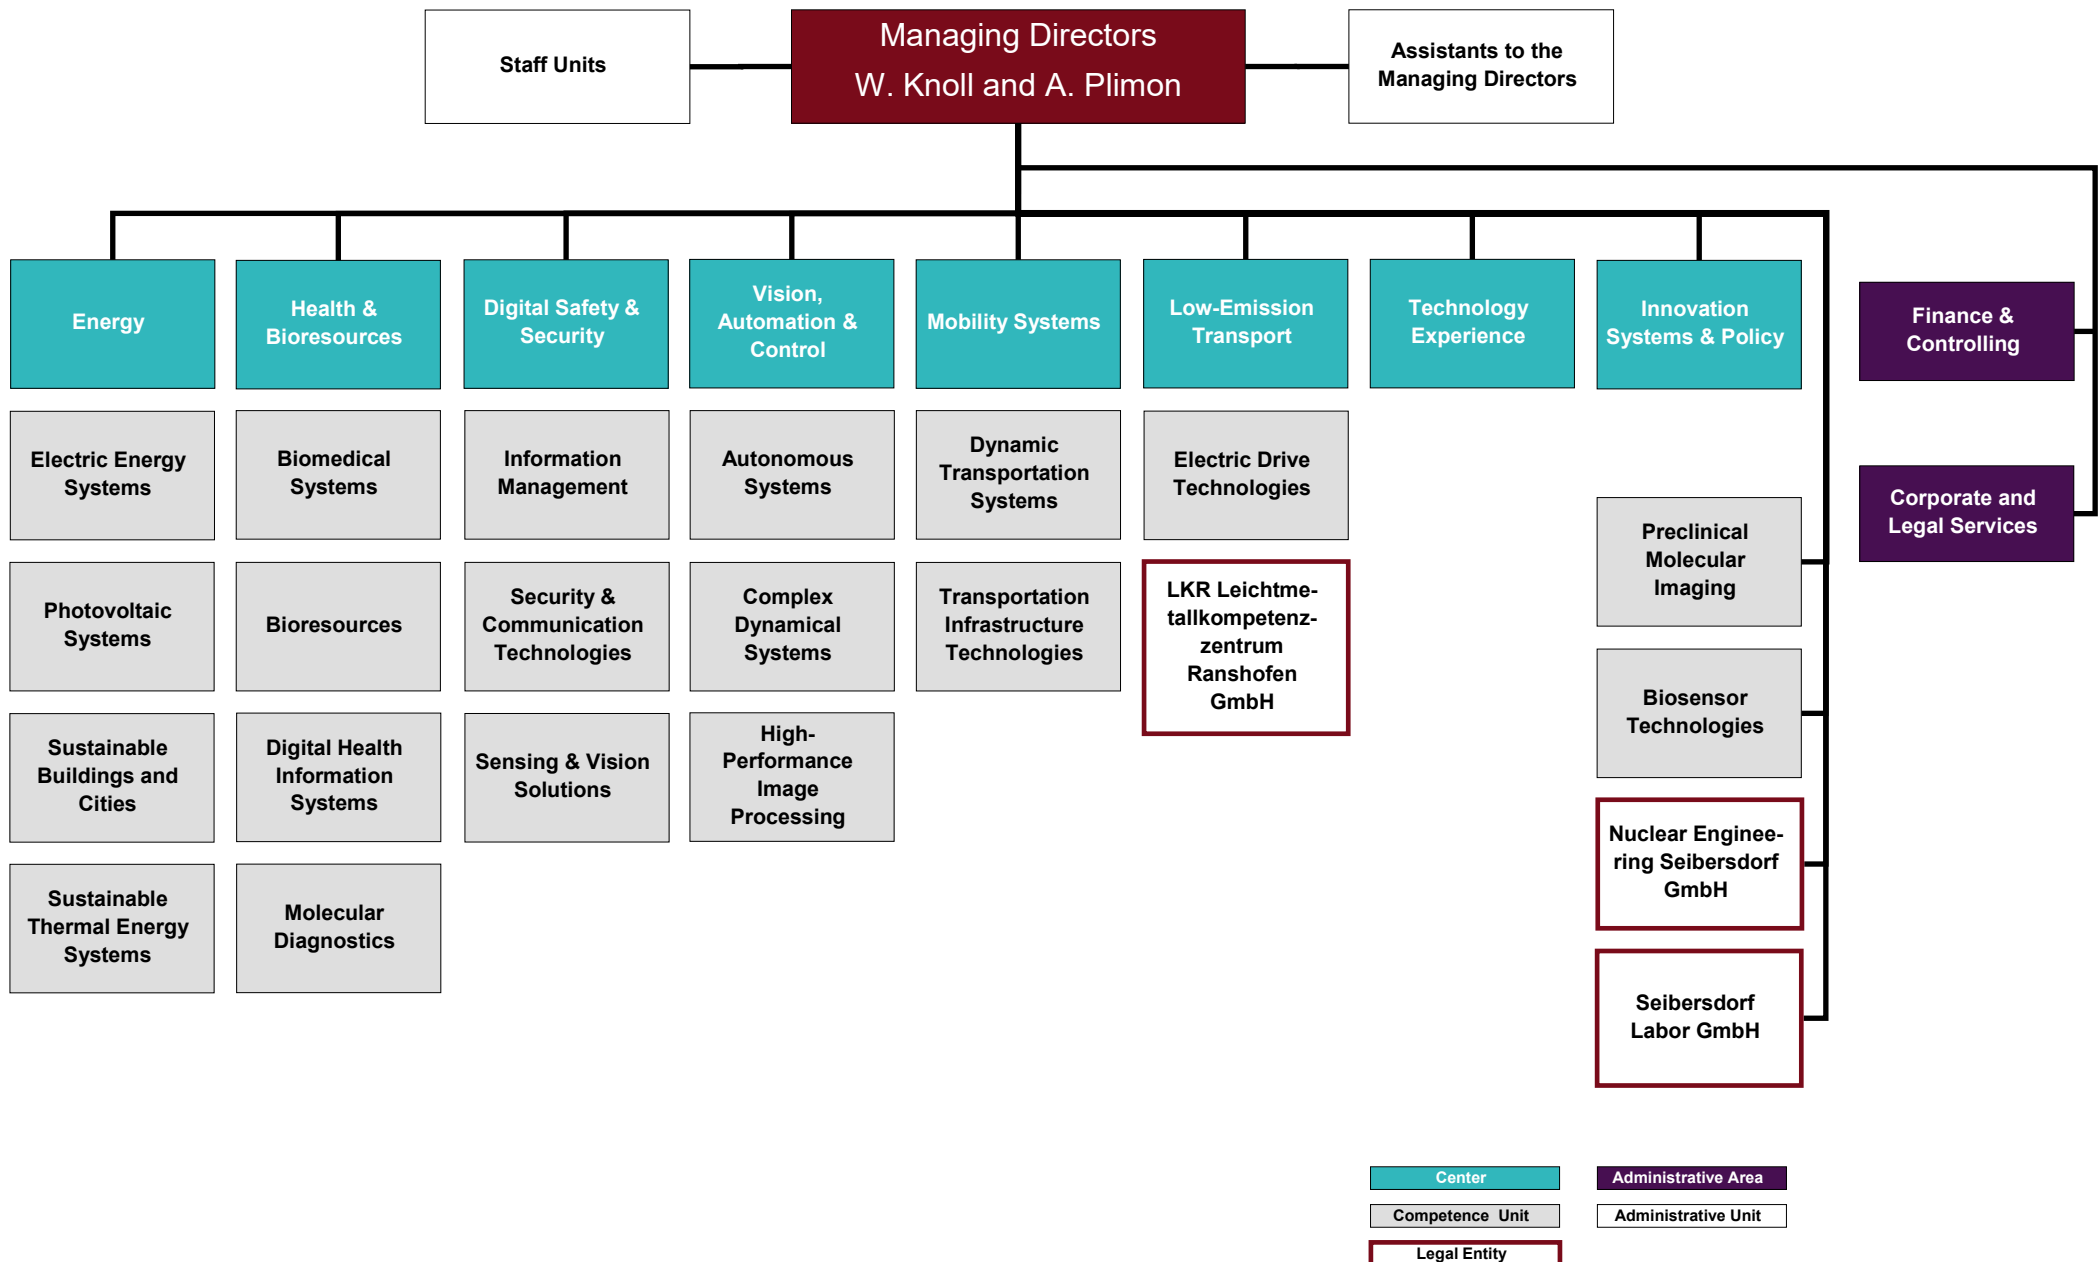 Staff Units
Managing Directors
W. Knoll and A. Plimon
Assistants to the
Managing Directors
Energy
Health &
Bioresources
Digital Safety &
Security
Vision,
Automation &
Control
Mobility Systems
Low-Emission
Transport
Technology
Experience
Innovation
Systems & Policy
Finance &
Controlling
Electric Energy
Systems
Biomedical
Systems
Information
Management
Autonomous
Systems
Dynamic
Transportation
Systems
Electric Drive
Technologies
Preclinical
Molecular
Imaging
Corporate and
Legal Services
Photovoltaic
Systems
Bioresources
Security &
Communication
Technologies
Complex
Dynamical
Systems
Transportation
Infrastructure
Technologies
LKR Leichtme-
tallkompetenz-
zentrum
Ranshofen
GmbH
Biosensor
Technologies
Sustainable
Buildings and
Cities
Digital Health
Information
Systems
Sensing & Vision
Solutions
High-
Performance
Image
Processing
Nuclear Enginee-
ring Seibersdorf
GmbH
Sustainable
Thermal Energy
Systems
Molecular
Diagnostics
Seibersdorf
Labor GmbH
Center
Administrative Area
Competence Unit
Administrative Unit
Legal Entity